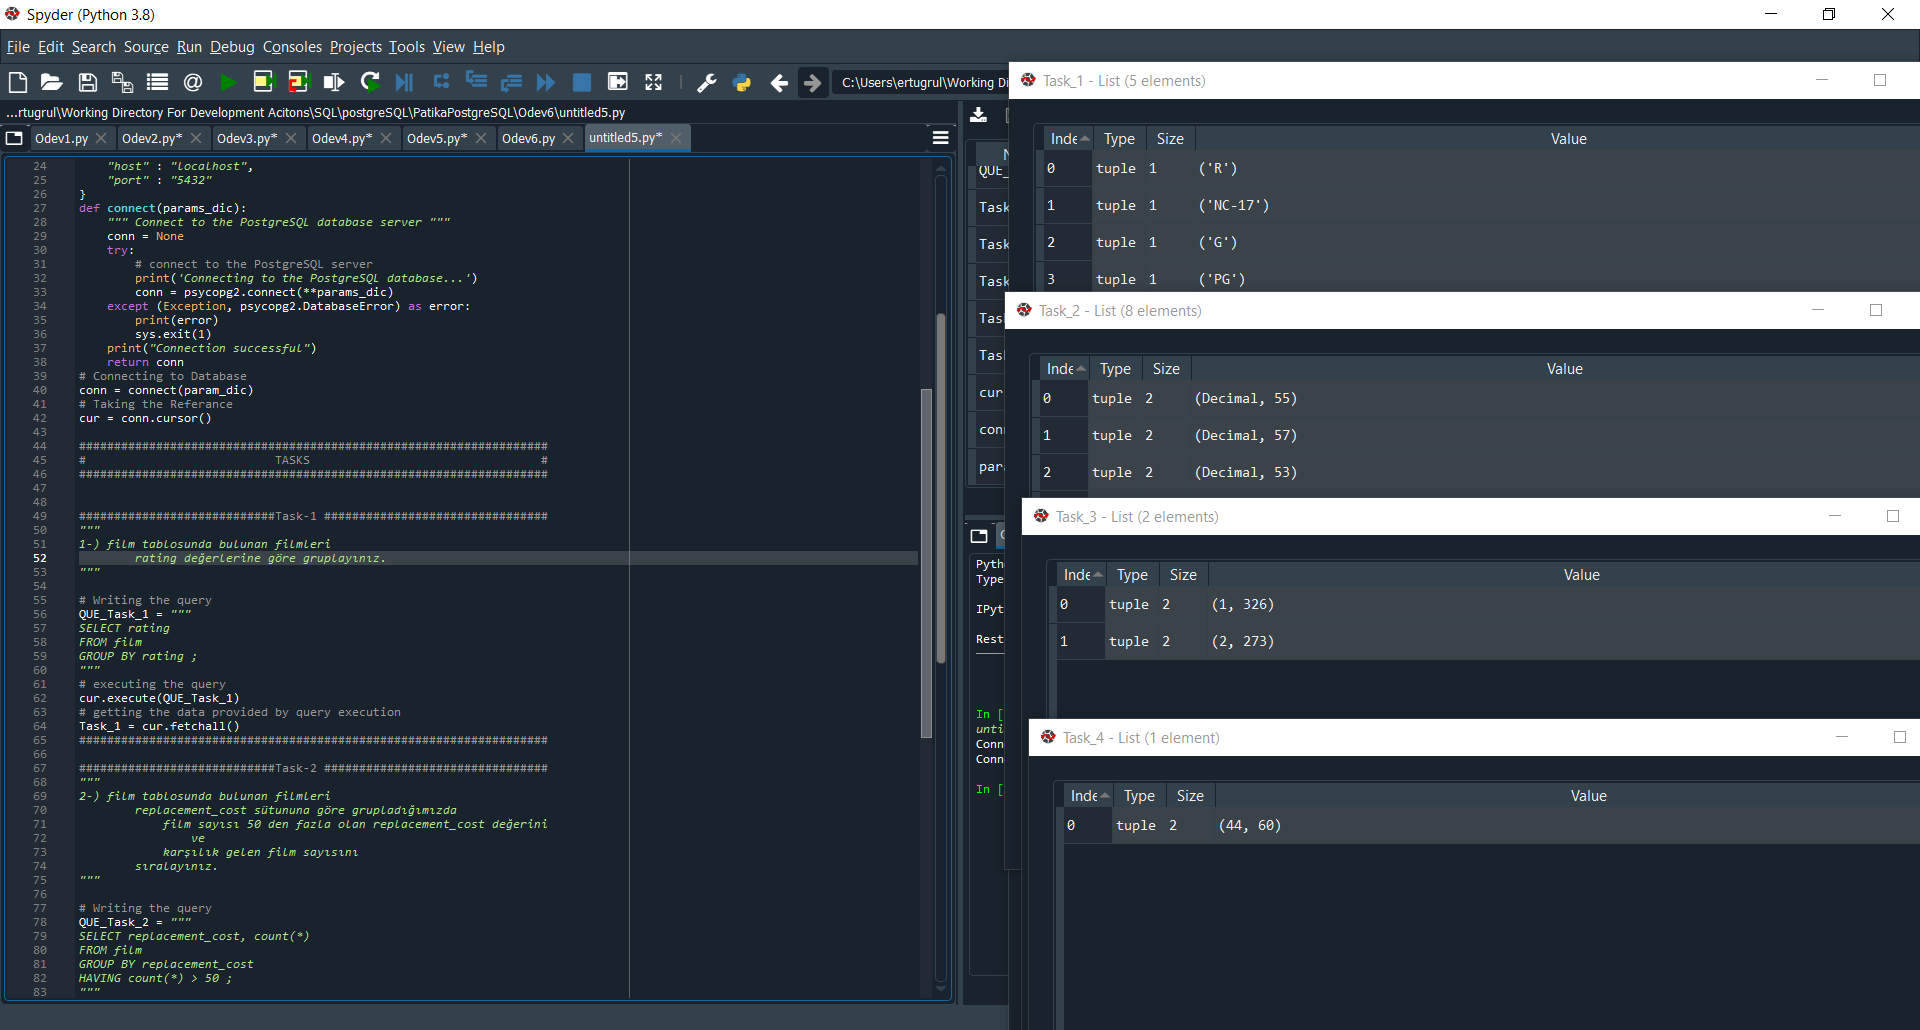 Spyder (Python 3.8)
File Edit Search Source Run Debug Consoles Projects Tools View Help
C:\Users\ertugrul\Working Di
...rtugrul\Working Directory For Development Acitons\SQL\postgreSQL\PatikaPostgreSQL\Odev6\untitled5.py
Odev1.py Odev2.py* Odev3.py* Odev4.py* Odev5.py* Odev6.py untitled5.py*
24 "host" : "localhost",
25 "port" : "5432"
26 }
27 def connect(params_dic):
28 """ Connect to the PostgreSQL database server """
29 conn = None
30 try:
31 # connect to the PostgreSQL server
32 print('Connecting to the PostgreSQL database...')
33 conn = psycopg2.connect(**params_dic)
34 except (Exception, psycopg2.DatabaseError) as error:
35 print(error)
36 sys.exit(1)
37 print("Connection successful")
38 return conn
39 # Connecting to Database
40 conn = connect(param_dic)
41 # Taking the Referance
42 cur = conn.cursor()
43
44 ###################################################################
45 # TASKS #
46 ###################################################################
47
48
49 ############################Task-1 ################################
50 """
51 1-) film tablosunda bulunan filmleri
52 rating değerlerine göre gruplayınız.
53 """
54
55 # Writing the query
56 QUE_Task_1 = """
57 SELECT rating
58 FROM film
59 GROUP BY rating ;
60 """
61 # executing the query
62 cur.execute(QUE_Task_1)
63 # getting the data provided by query execution
64 Task_1 = cur.fetchall()
65 ###################################################################
66
67 ############################Task-2 ################################
68 """
69 2-) film tablosunda bulunan filmleri
70 replacement_cost sütununa göre grupladığımızda
71 film sayısı 50 den fazla olan replacement_cost değerini
72 ve
73 karşılık gelen film sayısını
74 sıralayınız.
75 """
76
77 # Writing the query
78 QUE_Task_2 = """
79 SELECT replacement_cost, count(*)
80 FROM film
81 GROUP BY replacement_cost
82 HAVING count(*) > 50 ;
83 """
N
QUE_
Task
Task
Task
Tas
Tas
cur
con
par
Pyth
Type
IPyt
Rest
In [
unti
Conn
Conn
In [
Task_1 - List (5 elements)
Inde Type Size Value
0 tuple 1 ('R')
1 tuple 1 ('NC-17')
2 tuple 1 ('G')
3 tuple 1 ('PG')
Task_2 - List (8 elements)
Inde Type Size Value
0 tuple 2 (Decimal, 55)
1 tuple 2 (Decimal, 57)
2 tuple 2 (Decimal, 53)
Task_3 - List (2 elements)
Inde Type Size Value
0 tuple 2 (1, 326)
1 tuple 2 (2, 273)
Task_4 - List (1 element)
Inde Type Size Value
0 tuple 2 (44, 60)